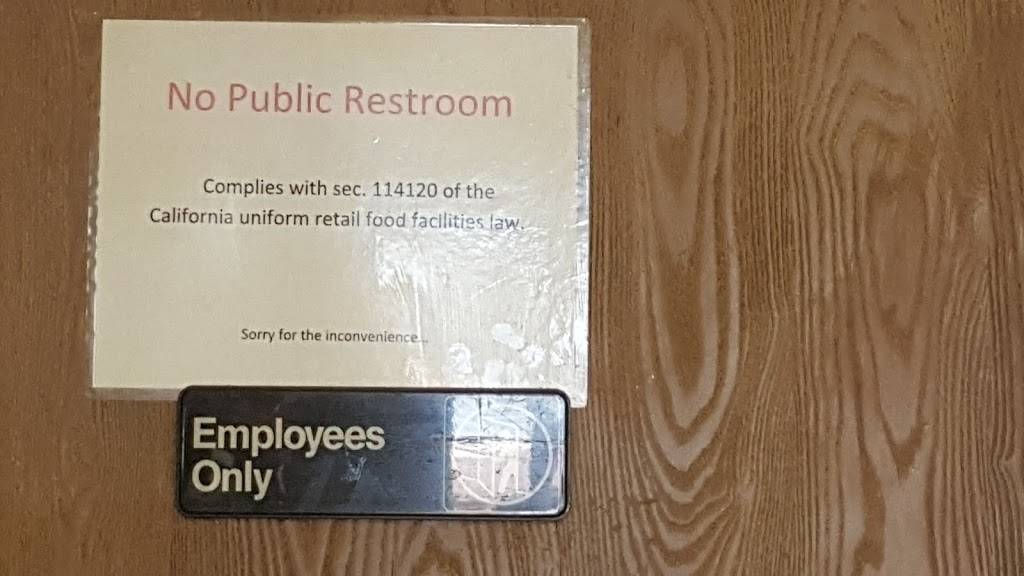 No Public Restroom
Complies with sec. 114120 of the
California uniform retail food facilities law.
Sorry for the inconvenience...
Employees
Only